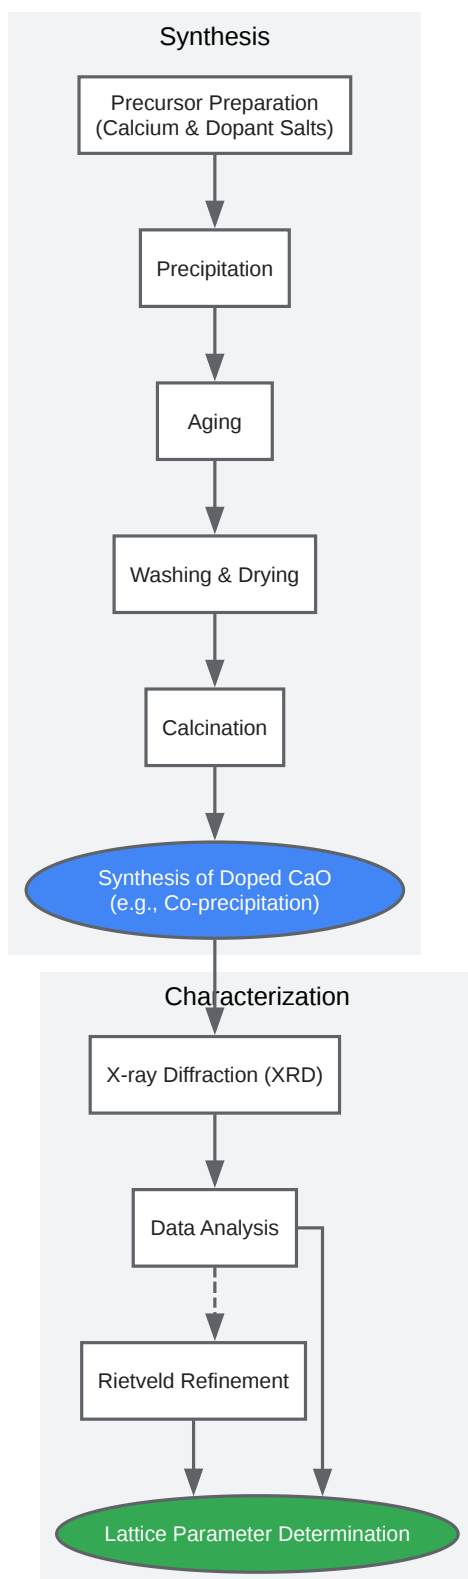 Synthesis
Precursor Preparation
(Calcium & Dopant Salts)
Precipitation
Aging
Washing & Drying
Calcination
Synthesis of Doped CaO
(e.g., Co-precipitation)
Characterization
X-ray Diffraction (XRD)
Data Analysis
Rietveld Refinement
Lattice Parameter Determination